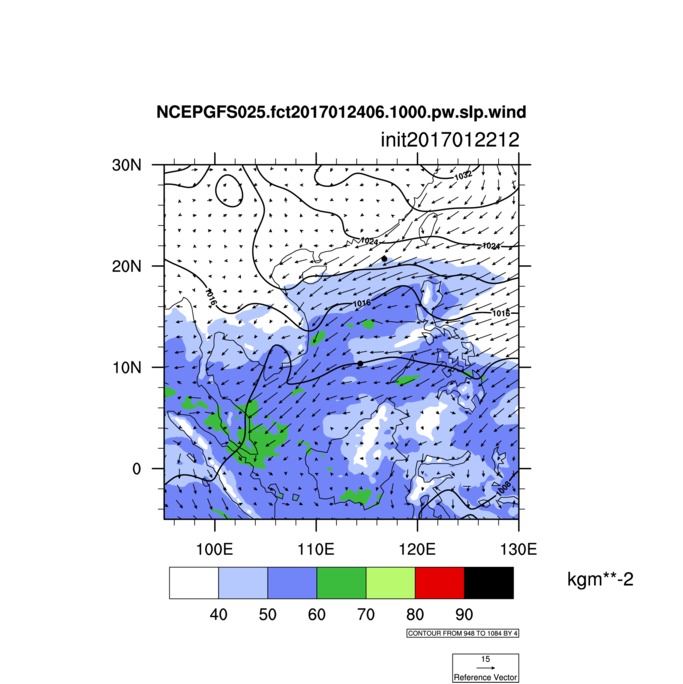 NCEPGFS025.fct2017012406.1000.pw.slp.wind
init2017012212
30N
20N
10N
0
1032
1024
1024
1016
1016
1016
1008
100E 110E 120E 130E
40 50 60 70 80 90
kgm**-2
CONTOUR FROM 948 TO 1084 BY 4
15
Reference Vector